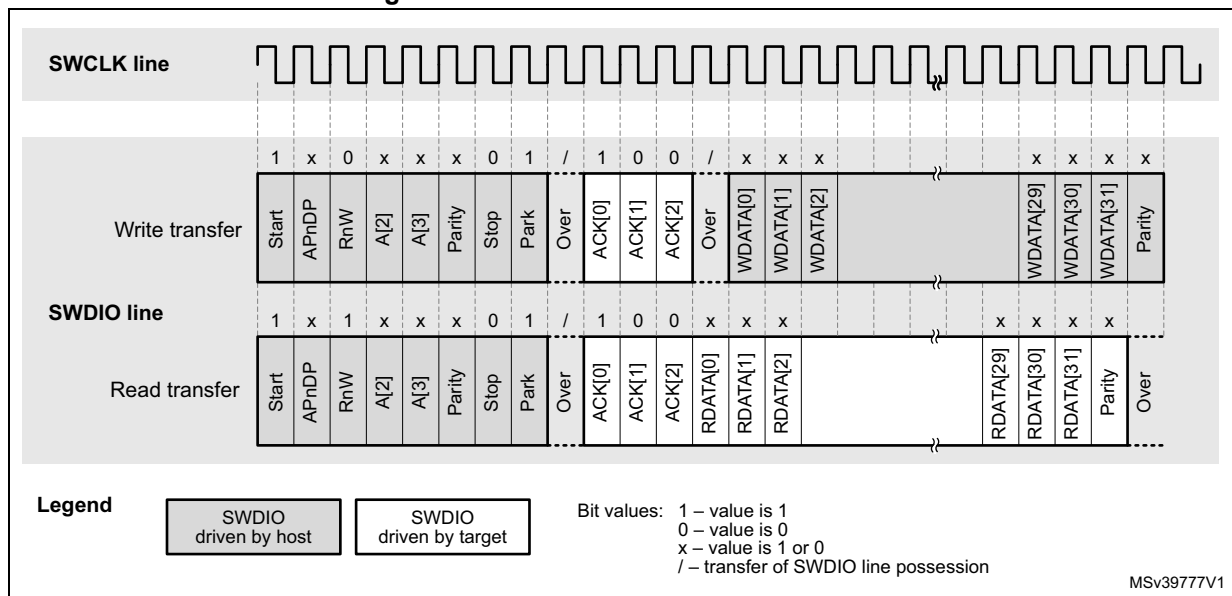 SWCLK line
1 x 0 x x x 0 1 / 1 0 0 / x x x x x x x
Write transfer
Start APnDP RnW A[2] A[3] Parity Stop Park Over ACK[0] ACK[1] ACK[2] Over WDATA[0] WDATA[1] WDATA[2] WDATA[29] WDATA[30] WDATA[31] Parity
SWDIO line
1 x 1 x x x 0 1 / 1 0 0 x x x x x x x
Read transfer
Start APnDP RnW A[2] A[3] Parity Stop Park Over ACK[0] ACK[1] ACK[2] RDATA[0] RDATA[1] RDATA[2] RDATA[29] RDATA[30] RDATA[31] Parity Over
Legend
SWDIO
driven by host
SWDIO
driven by target
Bit values: 1 – value is 1
0 – value is 0
x – value is 1 or 0
/ – transfer of SWDIO line possession
MSv39777V1